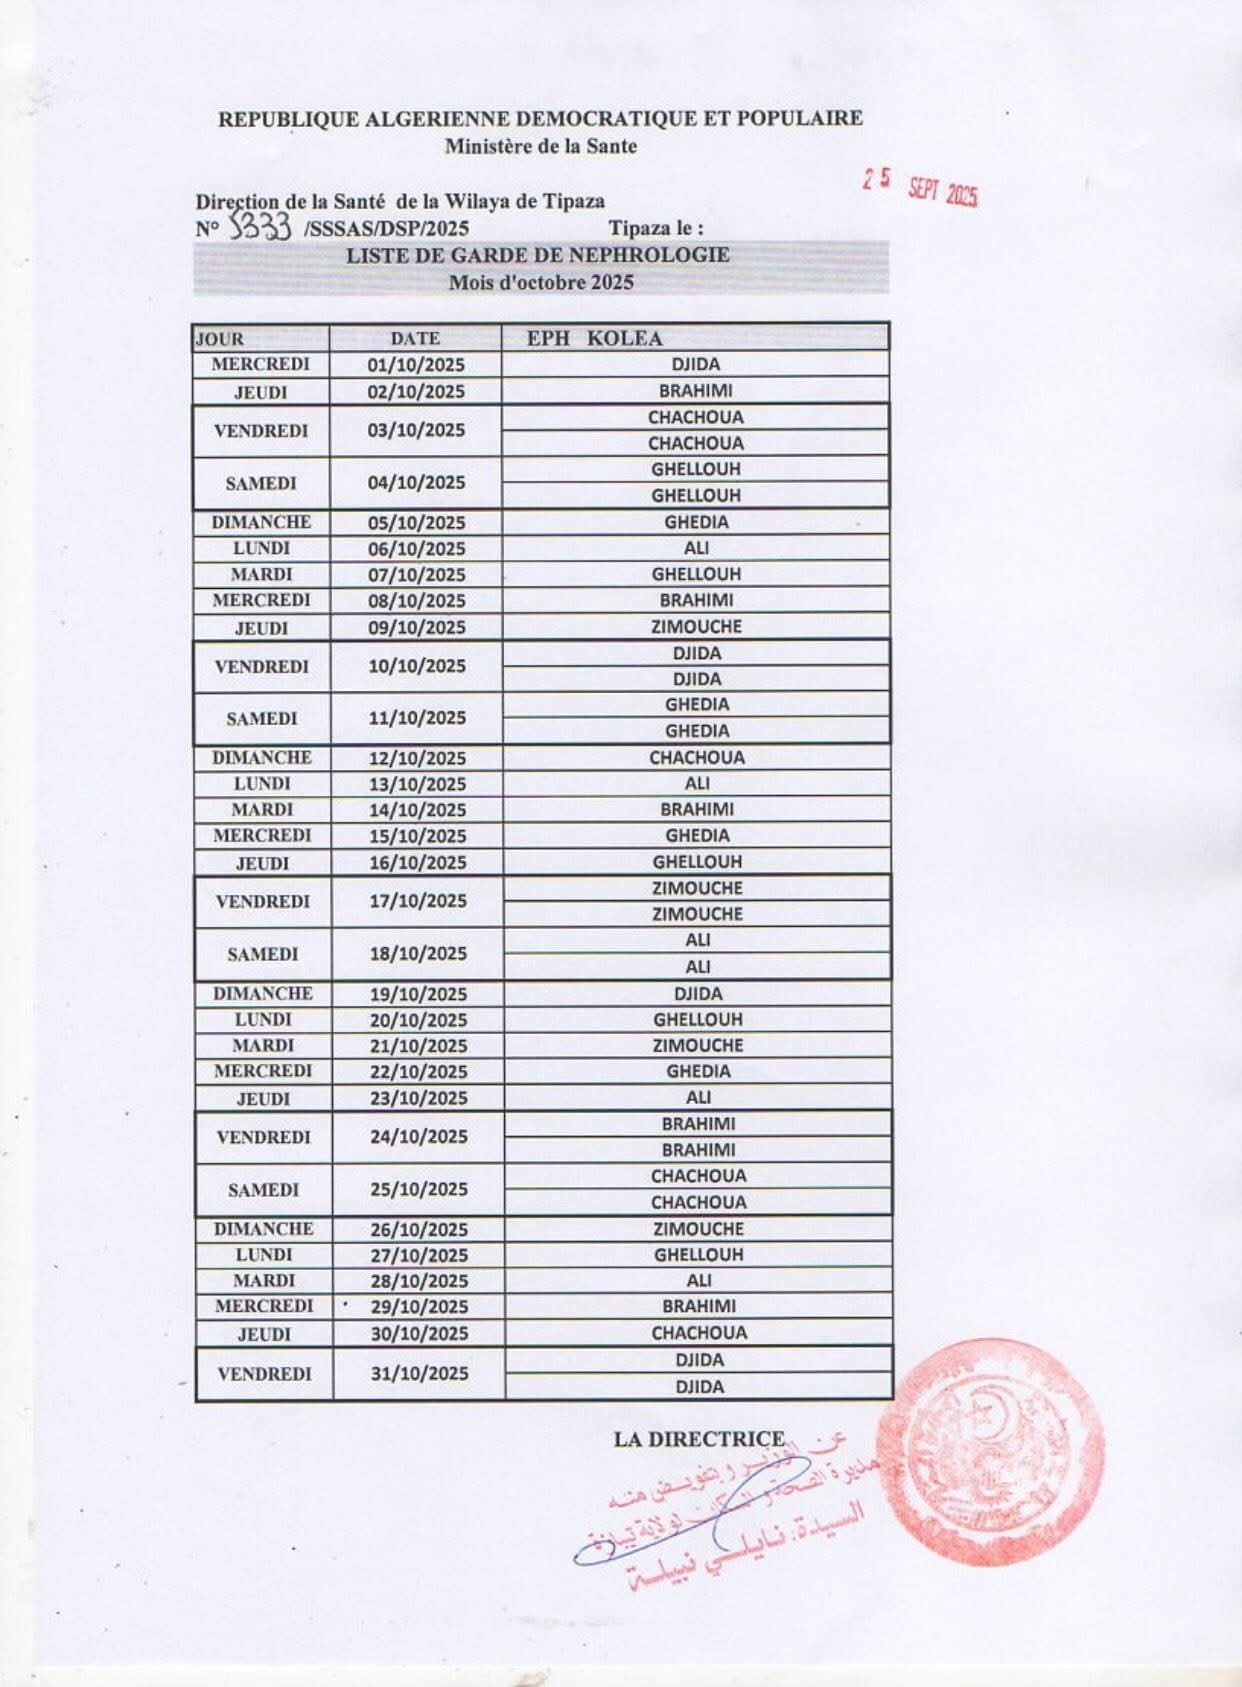 REPUBLIQUE ALGERIENNE DEMOCRATIQUE ET POPULAIRE
Ministère de la Sante
25 SEPT 2025
Direction de la Santé de la Wilaya de Tipaza
N° 5333 /SSSAS/DSP/2025 Tipaza le :
LISTE DE GARDE DE NEPHROLOGIE
Mois d'octobre 2025
JOUR DATE EPH KOLEA
MERCREDI 01/10/2025 DJIDA
JEUDI 02/10/2025 BRAHIMI
VENDREDI 03/10/2025 CHACHOUA
CHACHOUA
SAMEDI 04/10/2025 GHELLOUH
GHELLOUH
DIMANCHE 05/10/2025 GHEDIA
LUNDI 06/10/2025 ALI
MARDI 07/10/2025 GHELLOUH
MERCREDI 08/10/2025 BRAHIMI
JEUDI 09/10/2025 ZIMOUCHE
VENDREDI 10/10/2025 DJIDA
DJIDA
SAMEDI 11/10/2025 GHEDIA
GHEDIA
DIMANCHE 12/10/2025 CHACHOUA
LUNDI 13/10/2025 ALI
MARDI 14/10/2025 BRAHIMI
MERCREDI 15/10/2025 GHEDIA
JEUDI 16/10/2025 GHELLOUH
VENDREDI 17/10/2025 ZIMOUCHE
ZIMOUCHE
SAMEDI 18/10/2025 ALI
ALI
DIMANCHE 19/10/2025 DJIDA
LUNDI 20/10/2025 GHELLOUH
MARDI 21/10/2025 ZIMOUCHE
MERCREDI 22/10/2025 GHEDIA
JEUDI 23/10/2025 ALI
VENDREDI 24/10/2025 BRAHIMI
BRAHIMI
SAMEDI 25/10/2025 CHACHOUA
CHACHOUA
DIMANCHE 26/10/2025 ZIMOUCHE
LUNDI 27/10/2025 GHELLOUH
MARDI 28/10/2025 ALI
MERCREDI 29/10/2025 BRAHIMI
JEUDI 30/10/2025 CHACHOUA
VENDREDI 31/10/2025 DJIDA
DJIDA
LA DIRECTRICE
عن الوزير و بتفويض منه
مديرة الصحة و السكان لولاية تيبازة
السيدة: نايلي نبيلة